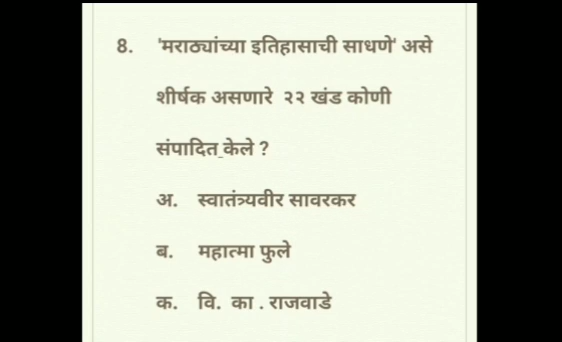 8. 'मराठ्यांच्या इतिहासाची साधणे' असे
शीर्षक असणारे २२ खंड कोणी
संपादित केले ?
अ. स्वातंत्र्यवीर सावरकर
ब. महात्मा फुले
क. वि. का . राजवाडे